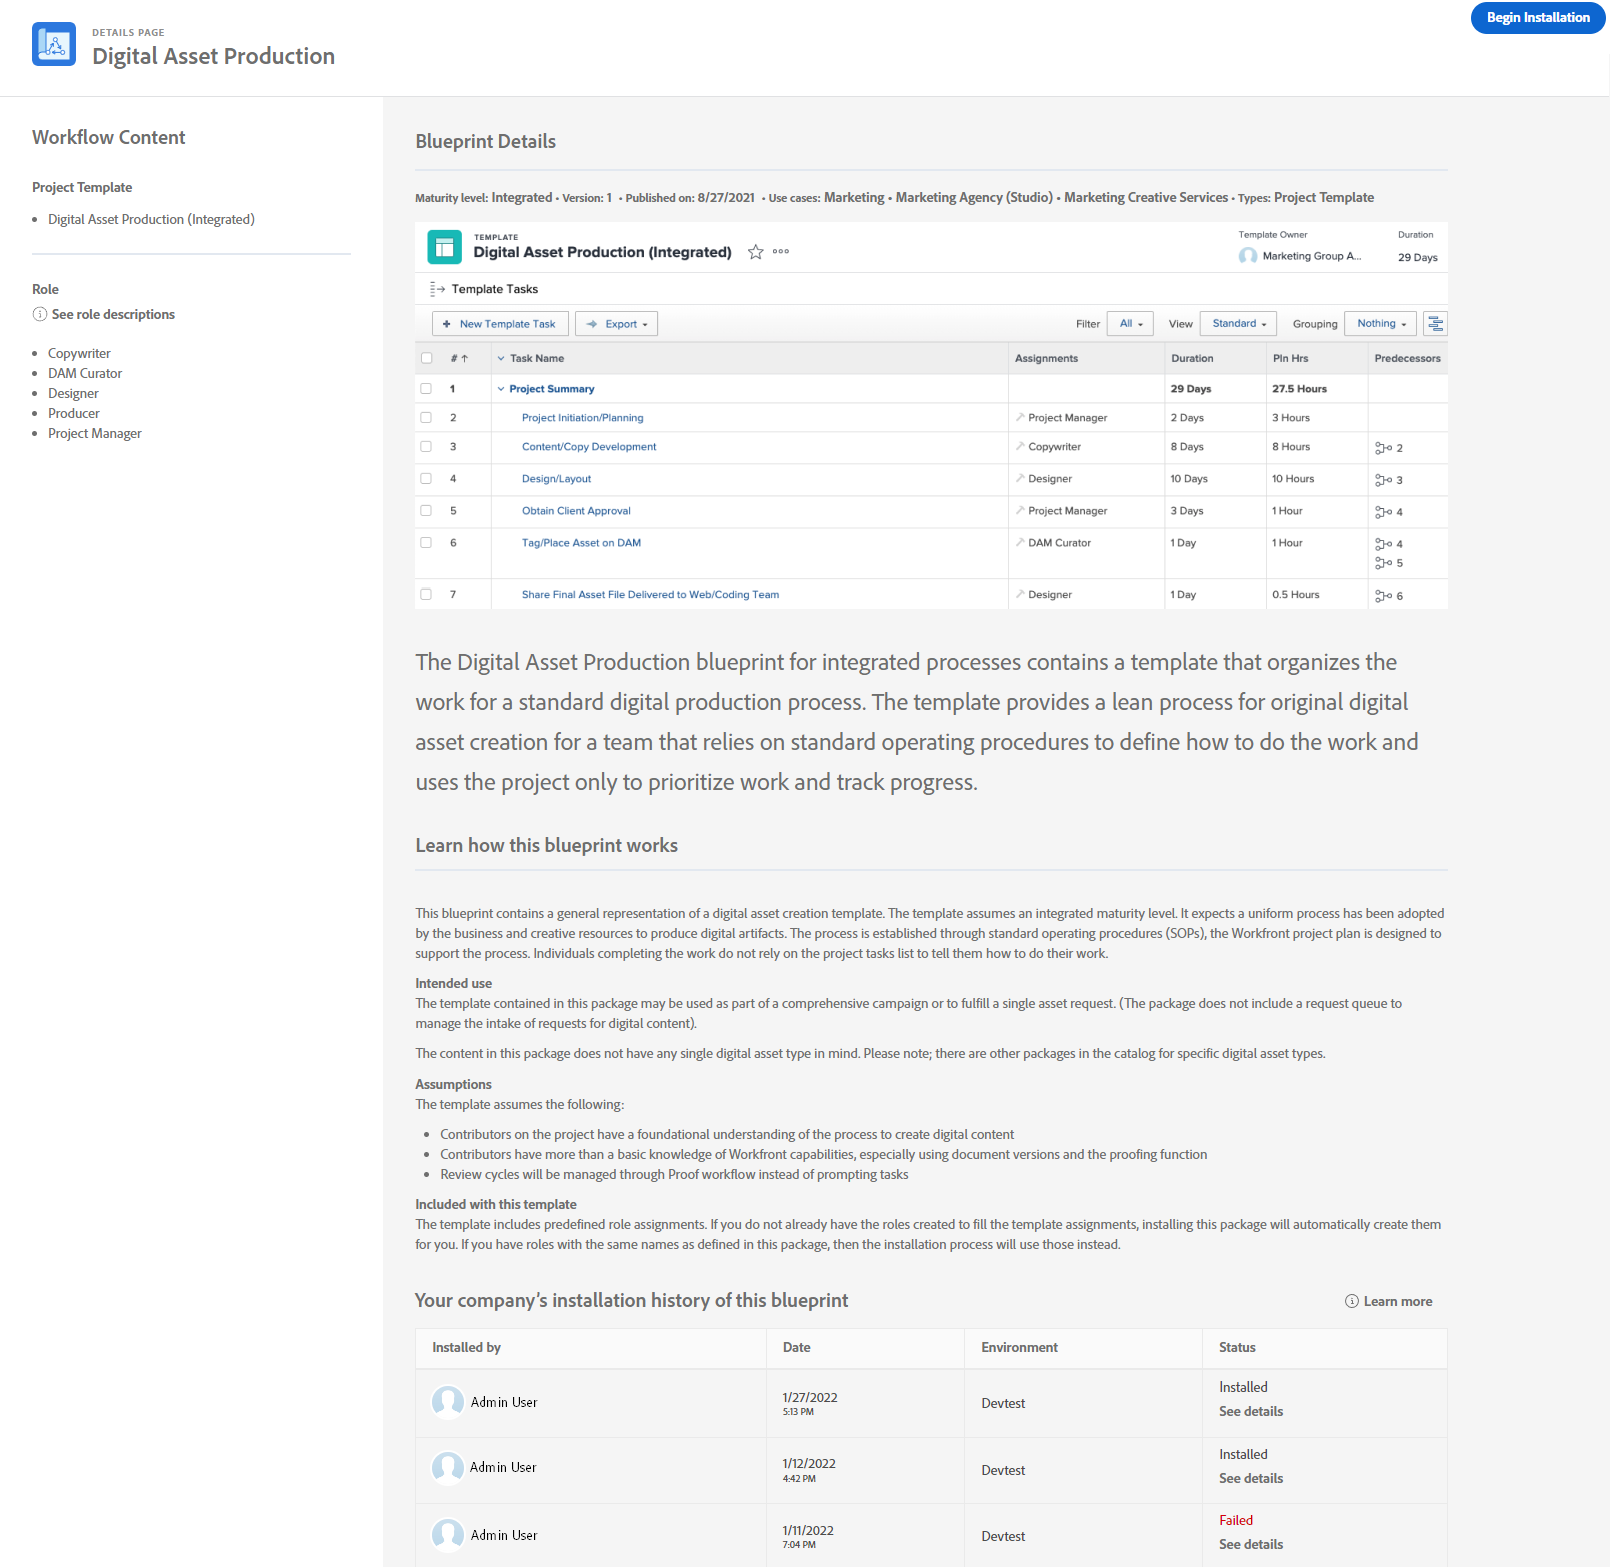 DETAILS PAGE
Digital Asset Production
Begin Installation
Workflow Content
Project Template
• Digital Asset Production (Integrated)
Role
See role descriptions
• Copywriter
• DAM Curator
• Designer
• Producer
• Project Manager
Blueprint Details
Maturity level: Integrated • Version: 1 • Published on: 8/27/2021 • Use cases: Marketing • Marketing Agency (Studio) • Marketing Creative Services • Types: Project Template
TEMPLATE
Digital Asset Production (Integrated)
Template Owner
Marketing Group A...
Duration
29 Days
Template Tasks
New Template Task Export Filter All View Standard Grouping Nothing
# ↑ Task Name Assignments Duration Pln Hrs Predecessors
1 Project Summary 29 Days 27.5 Hours
2 Project Initiation/Planning Project Manager 2 Days 3 Hours
3 Content/Copy Development Copywriter 8 Days 8 Hours 2
4 Design/Layout Designer 10 Days 10 Hours 3
5 Obtain Client Approval Project Manager 3 Days 1 Hour 4
6 Tag/Place Asset on DAM DAM Curator 1 Day 1 Hour 4
5
7 Share Final Asset File Delivered to Web/Coding Team Designer 1 Day 0.5 Hours 6
The Digital Asset Production blueprint for integrated processes contains a template that organizes the
work for a standard digital production process. The template provides a lean process for original digital
asset creation for a team that relies on standard operating procedures to define how to do the work and
uses the project only to prioritize work and track progress.
Learn how this blueprint works
This blueprint contains a general representation of a digital asset creation template. The template assumes an integrated maturity level. It expects a uniform process has been adopted
by the business and creative resources to produce digital artifacts. The process is established through standard operating procedures (SOPs), the Workfront project plan is designed to
support the process. Individuals completing the work do not rely on the project tasks list to tell them how to do their work.
Intended use
The template contained in this package may be used as part of a comprehensive campaign or to fulfill a single asset request. (The package does not include a request queue to
manage the intake of requests for digital content).
The content in this package does not have any single digital asset type in mind. Please note; there are other packages in the catalog for specific digital asset types.
Assumptions
The template assumes the following:
• Contributors on the project have a foundational understanding of the process to create digital content
• Contributors have more than a basic knowledge of Workfront capabilities, especially using document versions and the proofing function
• Review cycles will be managed through Proof workflow instead of prompting tasks
Included with this template
The template includes predefined role assignments. If you do not already have the roles created to fill the template assignments, installing this package will automatically create them
for you. If you have roles with the same names as defined in this package, then the installation process will use those instead.
Your company's installation history of this blueprint
Learn more
Installed by Date Environment Status
Admin User 1/27/2022 5:13 PM Devtest Installed See details
Admin User 1/12/2022 4:42 PM Devtest Installed See details
Admin User 1/11/2022 7:04 PM Devtest Failed See details